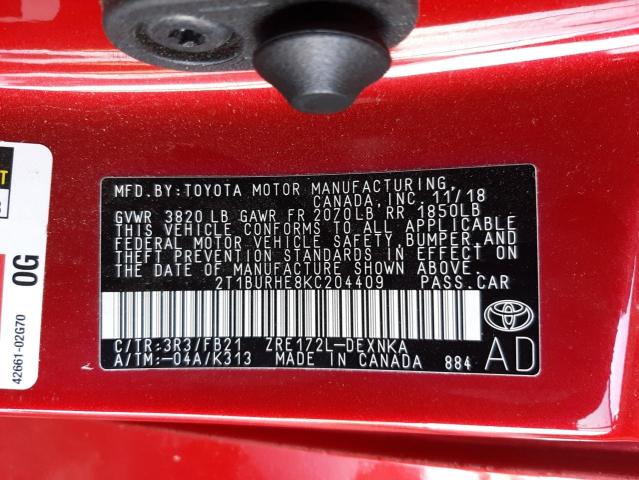 MFD. BY: TOYOTA MOTOR MANUFACTURING,
CANADA, INC. 11/18
GVWR 3820 LB GAWR FR 2070LB RR 1850LB
THIS VEHICLE CONFORMS TO ALL APPLICABLE
FEDERAL MOTOR VEHICLE SAFETY, BUMPER, AND
THEFT PREVENTION STANDARDS IN EFFECT ON
THE DATE OF MANUFACTURE SHOWN ABOVE.
2T1BURHE8KC204409 PASS. CAR
C/TR: 3R3/FB21 ZRE172L-DEXNKA
A/TM: -04A/K313 MADE IN CANADA 884
AD
0G
42661-02G70